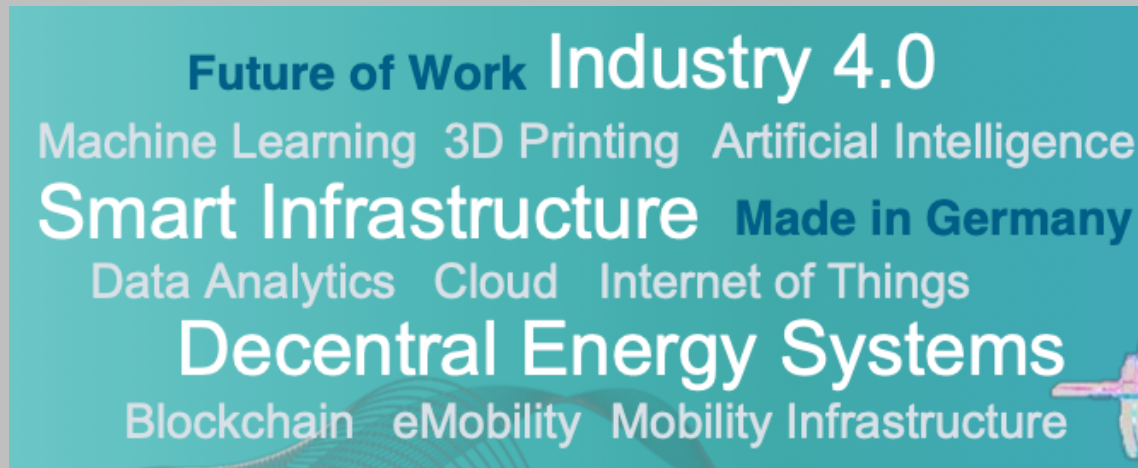 Future of Work Industry 4.0
Machine Learning 3D Printing Artificial Intelligence
Smart Infrastructure Made in Germany
Data Analytics Cloud Internet of Things
Decentral Energy Systems
Blockchain eMobility Mobility Infrastructure